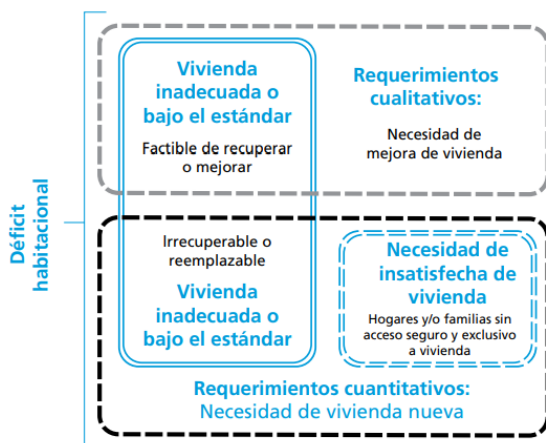 Déficit
habitacional
Vivienda
inadecuada o
bajo el estándar
Factible de recuperar
o mejorar
Requerimientos
cualitativos:
Necesidad de
mejora de vivienda
Irrecuperable o
reemplazable
Vivienda
inadecuada o
bajo el estándar
Necesidad de
insatisfecha de
vivienda
Hogares y/o familias sin
acceso seguro y exclusivo
a vivienda
Requerimientos cuantitativos:
Necesidad de vivienda nueva